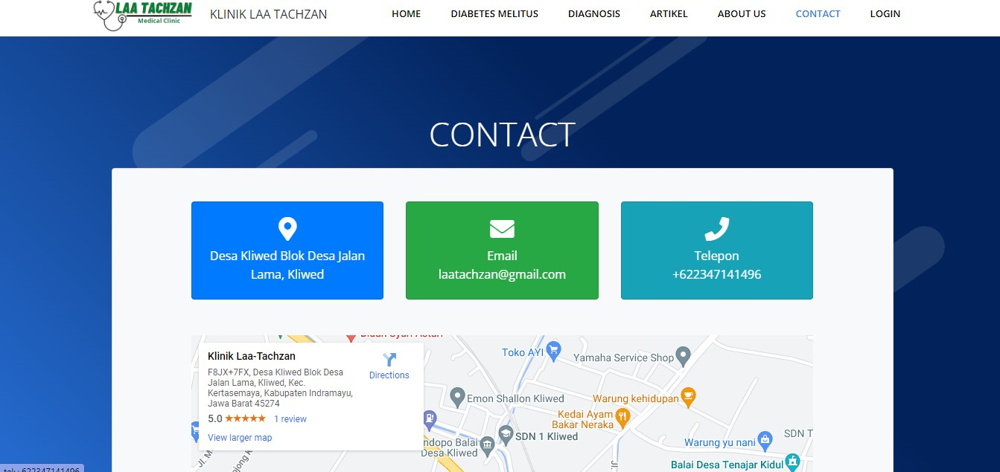 LAA TACHZAN
Medical Clinic
KLINIK LAA TACHZAN
HOME
DIABETES MELITUS
DIAGNOSIS
ARTIKEL
ABOUT US
CONTACT
LOGIN
CONTACT
Desa Kliwed Blok Desa Jalan
Lama, Kliwed
Email
laatachzan@gmail.com
Telepon
+622347141496
Klinik Laa-Tachzan
F8JX+7FX, Desa Kliwed Blok Desa
Jalan Lama, Kliwed, Kec.
Kertasemaya, Kabupaten Indramayu,
Jawa Barat 45274
5.0
1 review
View larger map
Directions
Toko AYI
Yamaha Service Shop
Emon Shallon Kliwed
Warung kehidupan
Kedai Ayam
Bakar Neraka
SDN 1 Kliwed
SDN T
ndopo Balai
Desa Kliwed
Warung yu nani
Balai Desa Tenajar Kidul
Jl. M
ojong K
Jl.